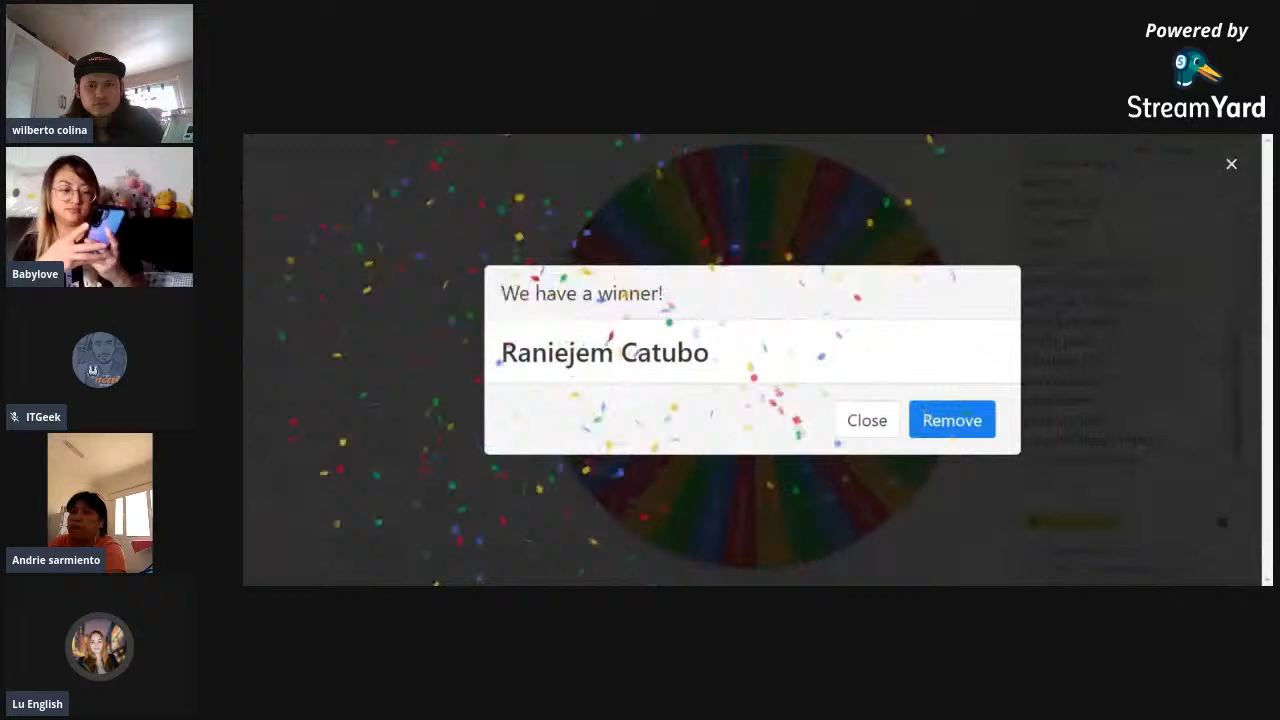 Powered by
StreamYard
wilberto colina
Babylove
ITGeek
Andrie sarmiento
Lu English
We have a winner!
Raniejem Catubo
Close
Remove